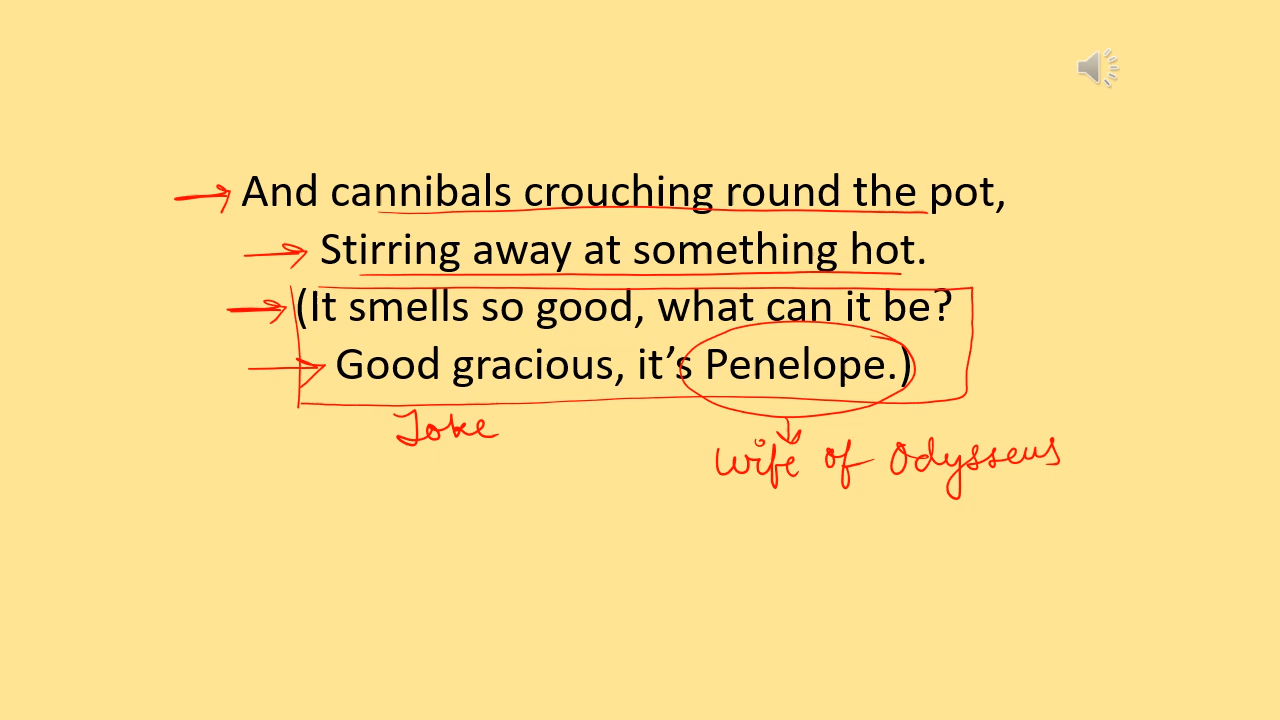 And cannibals crouching round the pot,
Stirring away at something hot.
(It smells so good, what can it be?
Good gracious, it’s Penelope.)
Joke
wife of Odysseus